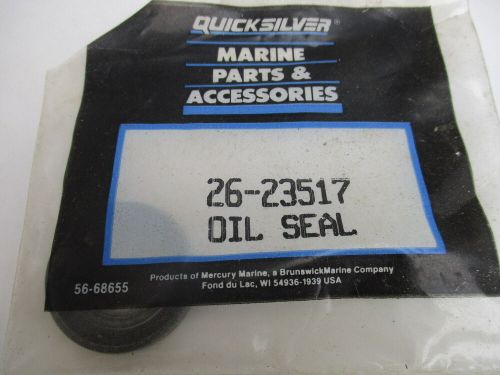 QUICKSILVER®
MARINE
PARTS &
ACCESSORIES
26-23517
OIL SEAL
Products of Mercury Marine, a BrunswickMarine Company
56-68655
Fond du Lac, WI 54936-1939 USA